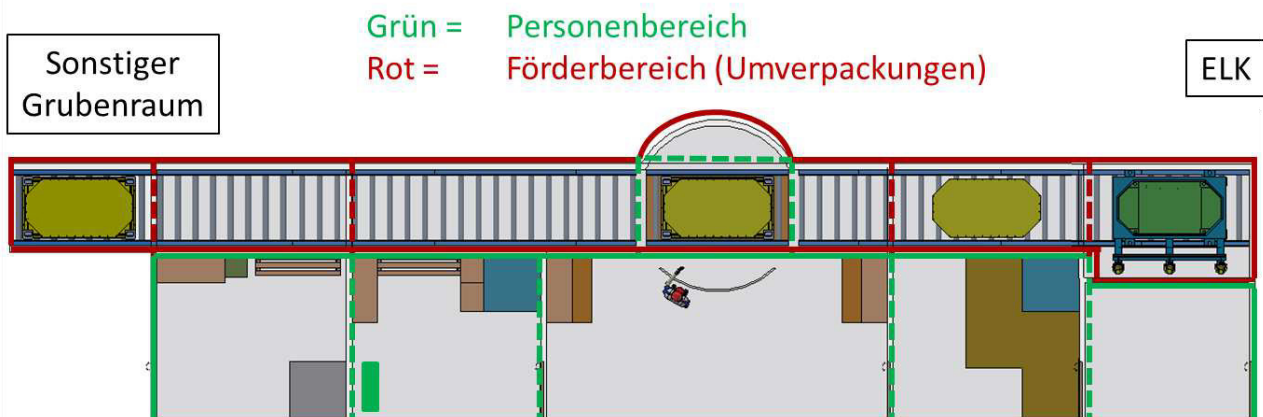 Grün = Personenbereich
Rot = Förderbereich (Umverpackungen)
Sonstiger
Grubenraum
ELK